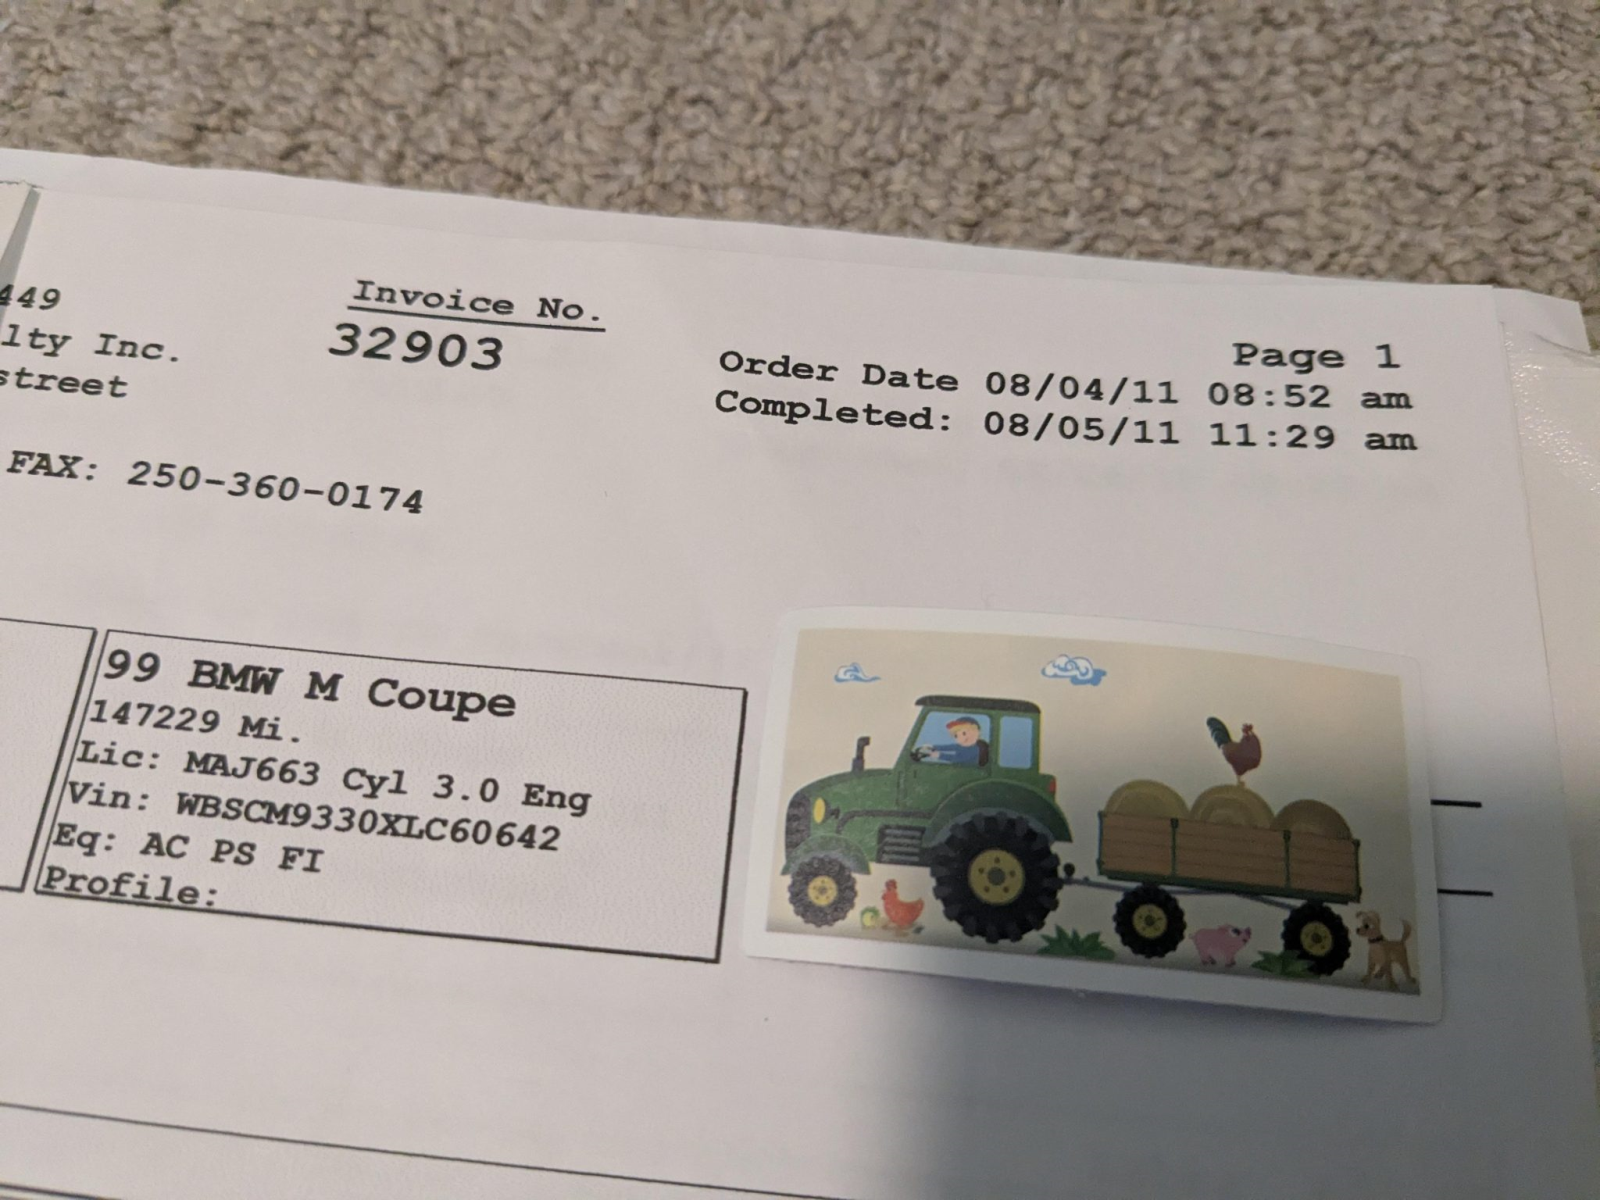 449
lty Inc.
street
FAX: 250-360-0174
Invoice No.
32903
Page 1
Order Date 08/04/11 08:52 am
Completed: 08/05/11 11:29 am
99 BMW M Coupe
147229 Mi.
Lic: MAJ663 Cyl 3.0 Eng
Vin: WBSCM9330XLC60642
Eq: AC PS FI
Profile: